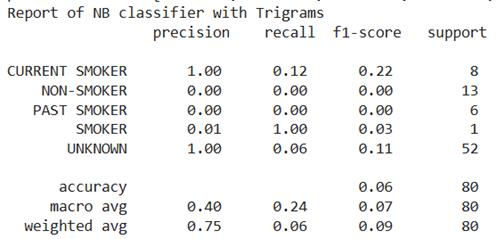 Report of NB classifier with Trigrams
precision recall f1-score support
CURRENT SMOKER 1.00 0.12 0.22 8
NON-SMOKER 0.00 0.00 0.00 13
PAST SMOKER 0.00 0.00 0.00 6
SMOKER 0.01 1.00 0.03 1
UNKNOWN 1.00 0.06 0.11 52
accuracy 0.06 80
macro avg 0.40 0.24 0.07 80
weighted avg 0.75 0.06 0.09 80